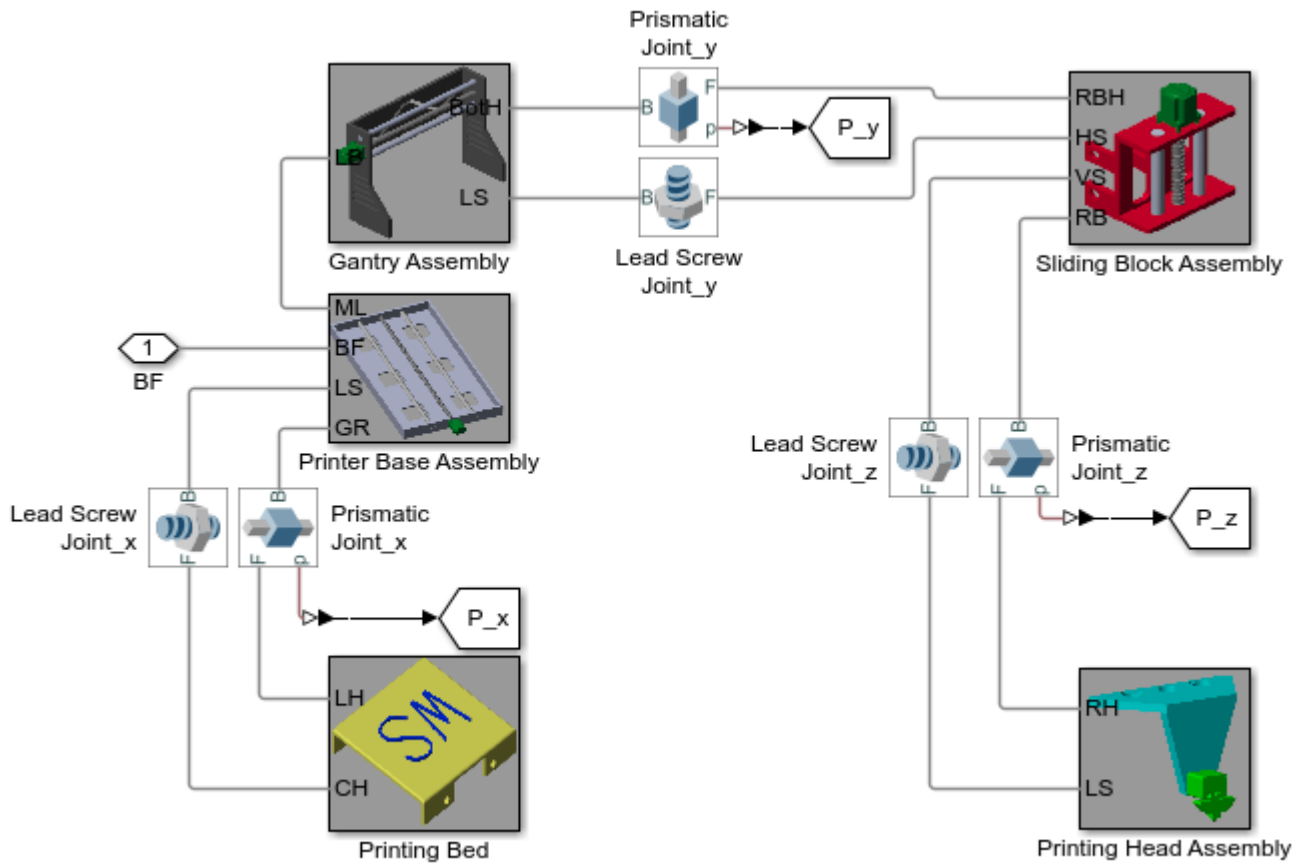 Prismatic
Joint_y
BotH
B
F
p
P_y
RBH
HS
VS
RB
LB
LS
B
F
Gantry Assembly
Lead Screw
Joint_y
Sliding Block Assembly
ML
1
BF
BF
LS
GR
Printer Base Assembly
Lead Screw
Joint_x
B
F
B
F
p
Prismatic
Joint_x
P_x
Lead Screw
Joint_z
B
F
B
F
p
Prismatic
Joint_z
P_z
LH
SM
CH
Printing Bed
RH
LS
Printing Head Assembly